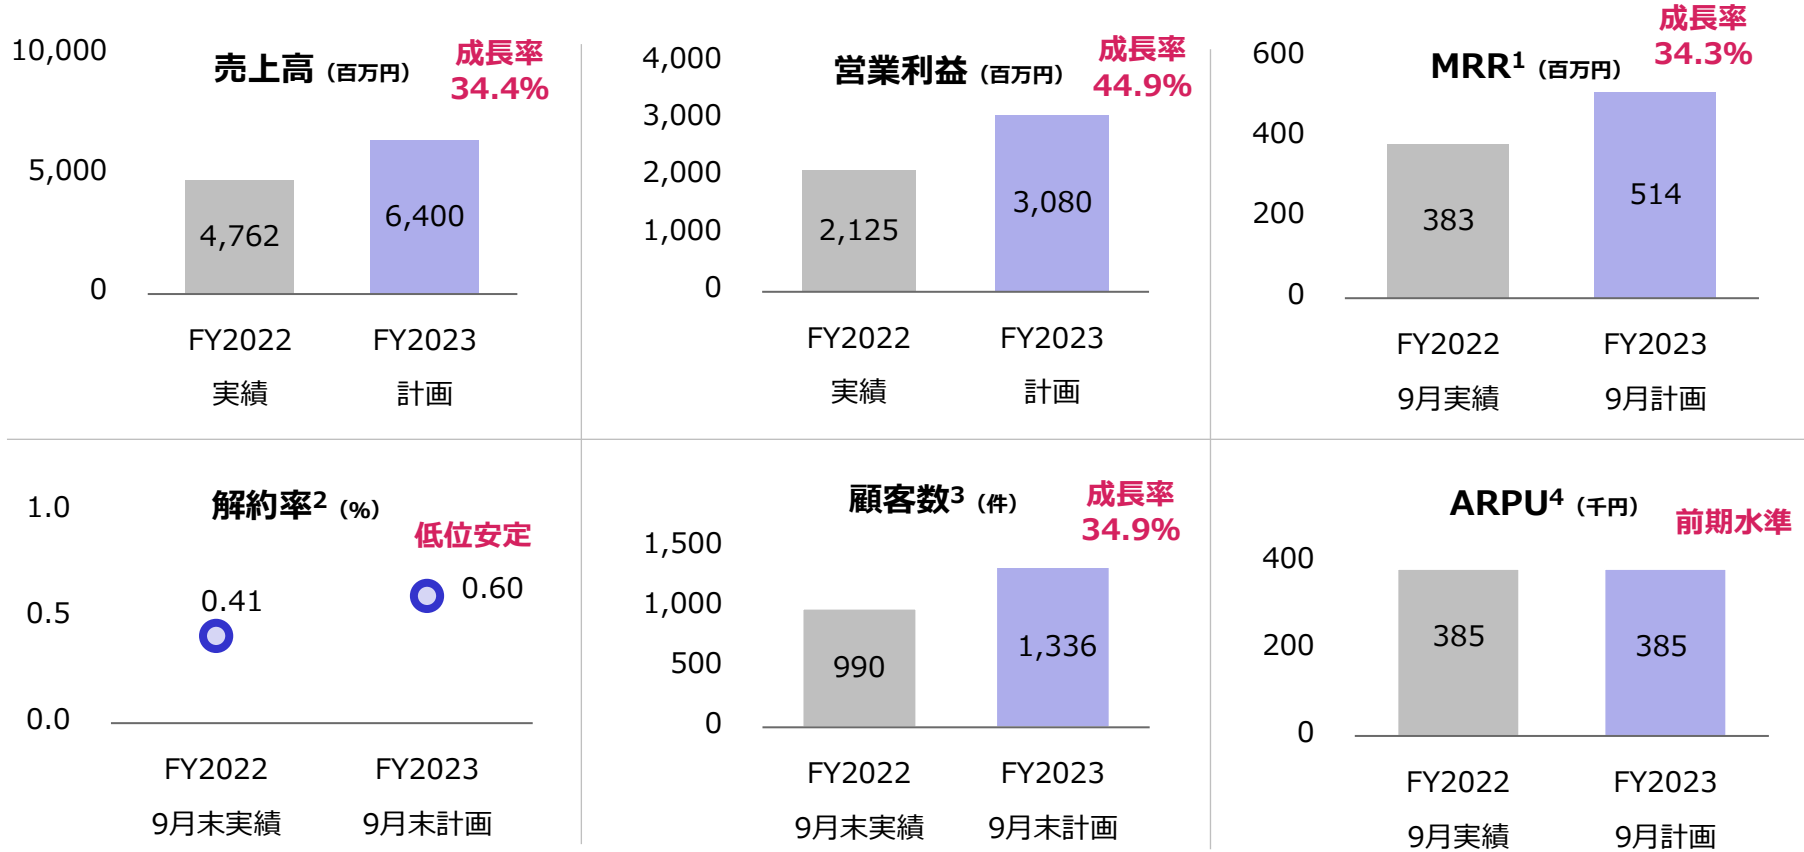 売上高（百万円）
成長率
34.4%
10,000
5,000
0
4,762
6,400
FY2022
FY2023
実績
計画
営業利益（百万円）
成長率
44.9%
4,000
3,000
2,000
1,000
0
2,125
3,080
FY2022
FY2023
実績
計画
MRR1（百万円）
成長率
34.3%
600
400
200
0
383
514
FY2022
FY2023
9月実績
9月計画
解約率2（%）
低位安定
1.0
0.5
0.0
0.41
0.60
FY2022
FY2023
9月末実績
9月末計画
顧客数3（件）
成長率
34.9%
1,500
1,000
500
0
990
1,336
FY2022
FY2023
9月末実績
9月末計画
ARPU4（千円）
前期水準
400
200
0
385
385
FY2022
FY2023
9月実績
9月計画